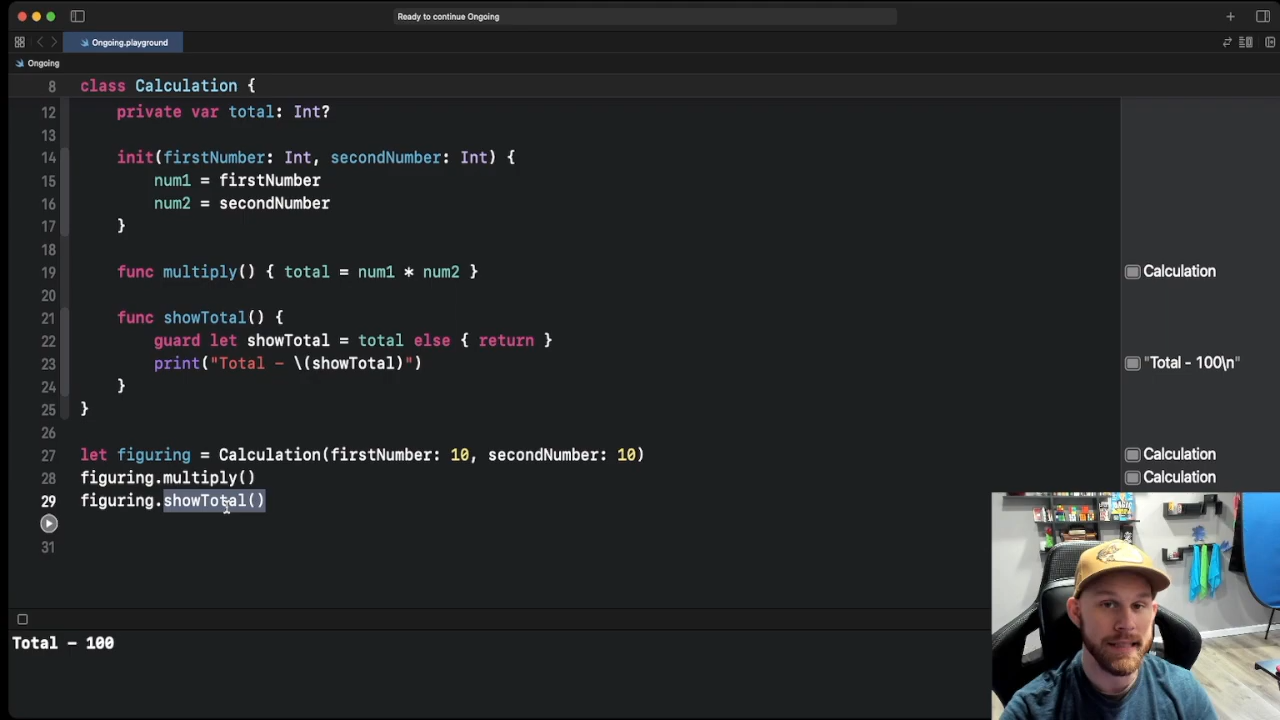 Ready to continue Ongoing
Ongoing.playground
Ongoing
8 class Calculation {
12 private var total: Int?
13
14 init(firstNumber: Int, secondNumber: Int) {
15 num1 = firstNumber
16 num2 = secondNumber
17 }
18
19 func multiply() { total = num1 * num2 }
Calculation
20
21 func showTotal() {
22 guard let showTotal = total else { return }
23 print("Total - \(showTotal)")
"Total - 100\n"
24 }
25 }
26
27 let figuring = Calculation(firstNumber: 10, secondNumber: 10)
Calculation
28 figuring.multiply()
Calculation
29 figuring.showTotal()
31
Total - 100